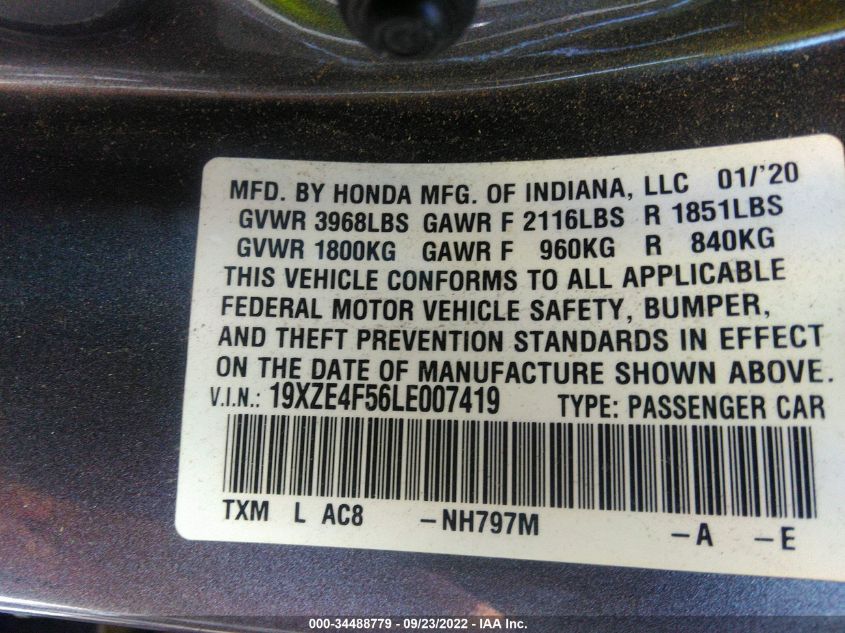 MFD. BY HONDA MFG. OF INDIANA, LLC 01/'20
GVWR 3968LBS GAWR F 2116LBS R 1851LBS
GVWR 1800KG GAWR F 960KG R 840KG
THIS VEHICLE CONFORMS TO ALL APPLICABLE
FEDERAL MOTOR VEHICLE SAFETY, BUMPER,
AND THEFT PREVENTION STANDARDS IN EFFECT
ON THE DATE OF MANUFACTURE SHOWN ABOVE.
V.I.N.: 19XZE4F56LE007419 TYPE: PASSENGER CAR
TXM L AC8 -NH797M -A -E
000-34488779 - 09/23/2022 - IAA Inc.